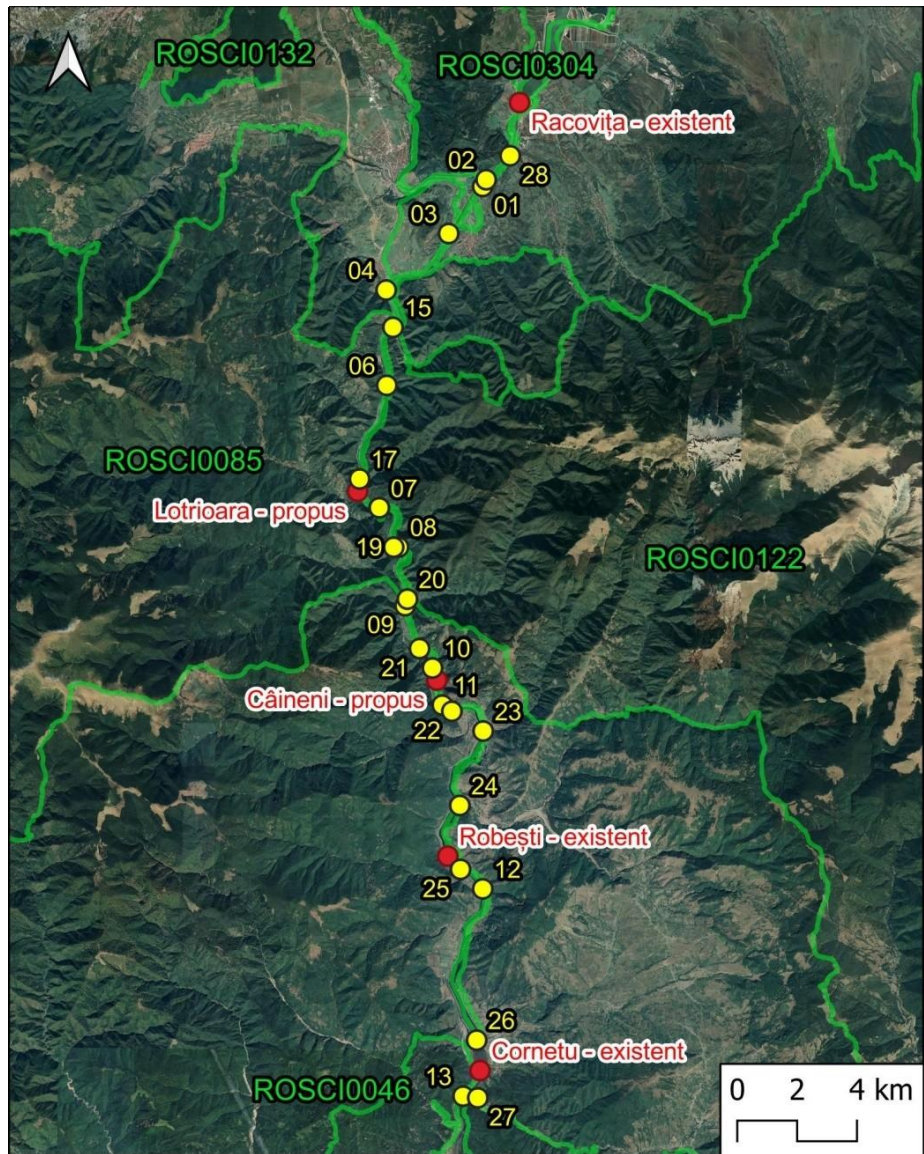 ROSCI0132
ROSCI0304
Racovița - existent
02
28
01
03
04
15
06
ROSCI0085
17
Lotrioara - propus
07
08
19
ROSCI0122
20
09
10
21
11
Câineni - propus
22
23
24
Robești - existent
25
12
26
Cornetu - existent
13
ROSCI0046
27
0 2 4 km